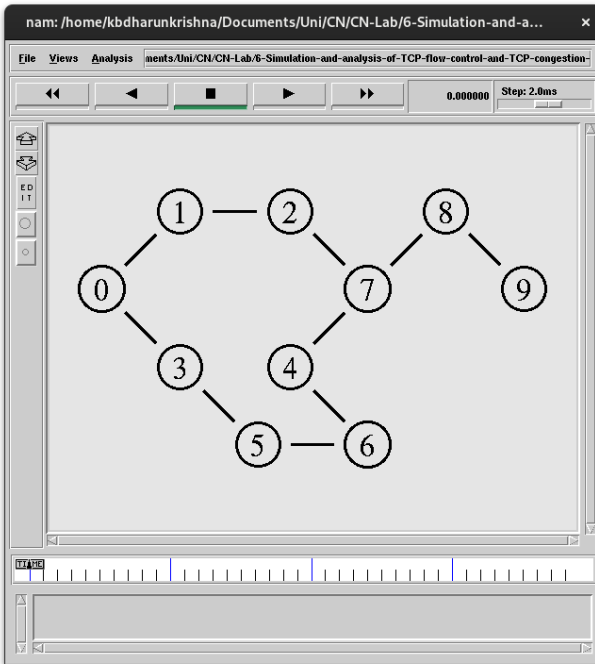 nam: /home/kbdharunkrishna/Documents/Uni/CN/CN-Lab/6-Simulation-and-a... ×
File Views Analysis ments/Uni/CN/CN-Lab/6-Simulation-and-analysis-of-TCP-flow-control-and-TCP-congestion-
0.000000 Step: 2.0ms
ED
IT
1 2 8
0 7 9
3 4
5 6
TIME